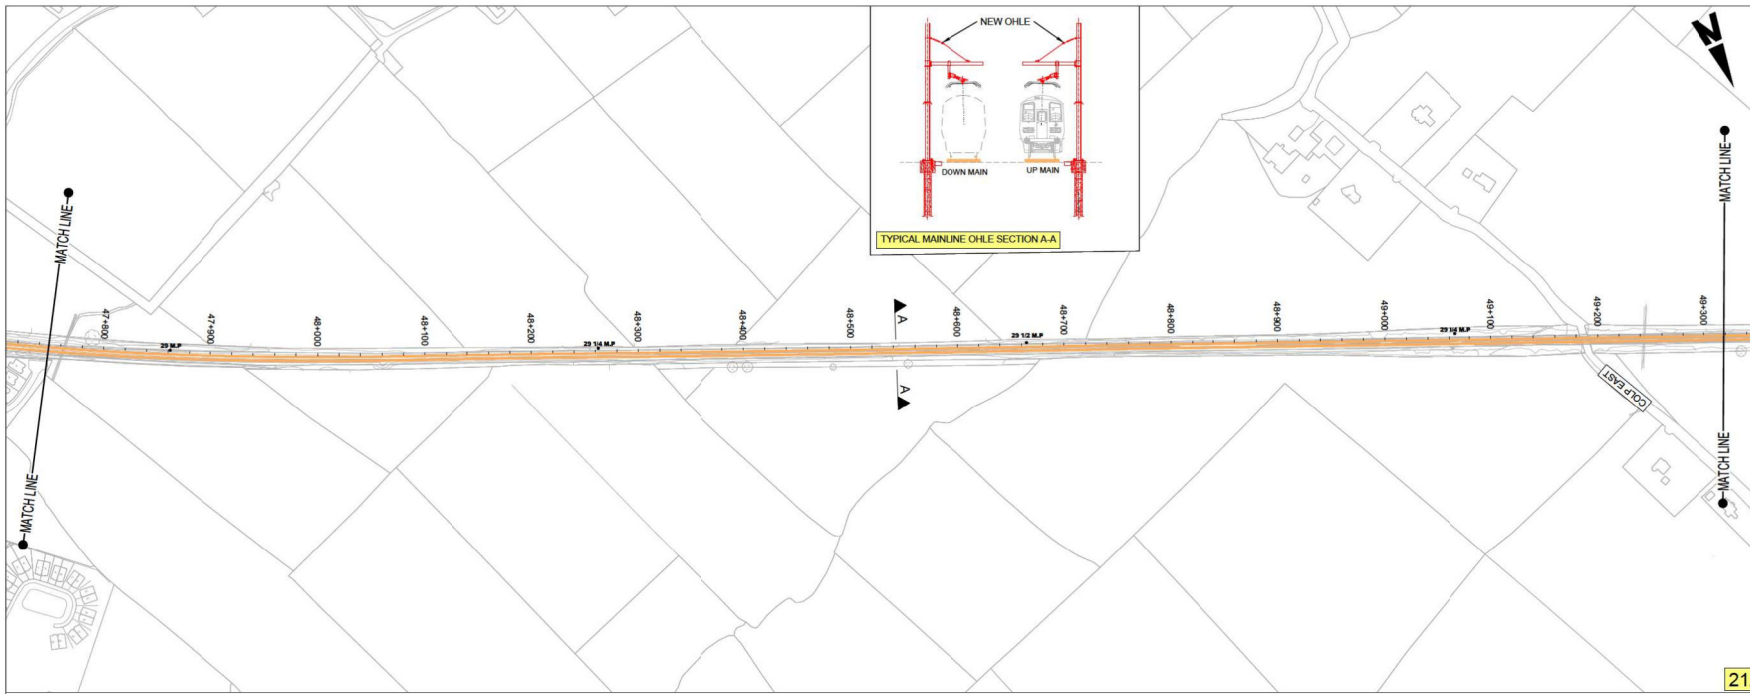 NEW OHLE
N
DOWN MAIN
UP MAIN
TYPICAL MAINLINE OHLE SECTION A-A
MATCH LINE
MATCH LINE
MATCH LINE
MATCH LINE
47+800
47+900
48+000
48+100
48+200
48+300
48+400
48+500
48+600
48+700
48+800
48+900
49+000
49+100
49+200
49+300
29 M.P
29 1/4 M.P
29 1/2 M.P
29 1/4 M.P
A
A
COLP EAST
21